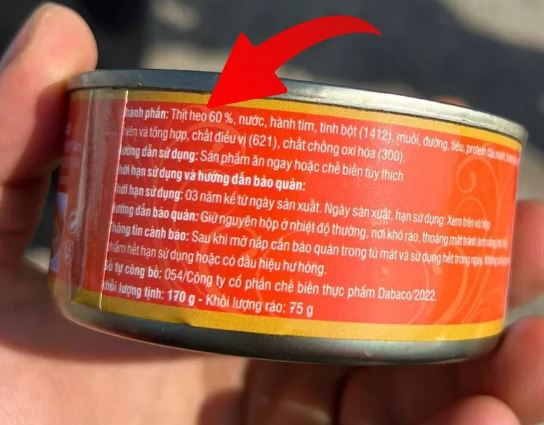 Thành phần: Thịt heo 60 %, nước, hành tím, tinh bột (1412), muối, đường, tiêu, protein đậu nành,
nhiên và tổng hợp, chất điều vị (621), chất chống oxi hóa (300).
Hướng dẫn sử dụng: Sản phẩm ăn ngay hoặc chế biến tùy thích
Thời hạn sử dụng và hướng dẫn bảo quản:
Thời hạn sử dụng: 03 năm kể từ ngày sản xuất. Ngày sản xuất, hạn sử dụng: Xem trên vỏ hộp
Hướng dẫn bảo quản: Giữ nguyên hộp ở nhiệt độ thường, nơi khô ráo, thoáng mát tránh ánh nắng
Thông tin cảnh báo: Sau khi mở nắp cần bảo quản trong tủ mát và sử dụng hết trong ngày. Không
phẩm hết hạn sử dụng hoặc có dấu hiệu hư hỏng.
Số tự công bố: 054/Công ty cổ phần chế biến thực phẩm Dabaco/2022.
Khối lượng tịnh: 170 g - Khối lượng ráo: 75 g